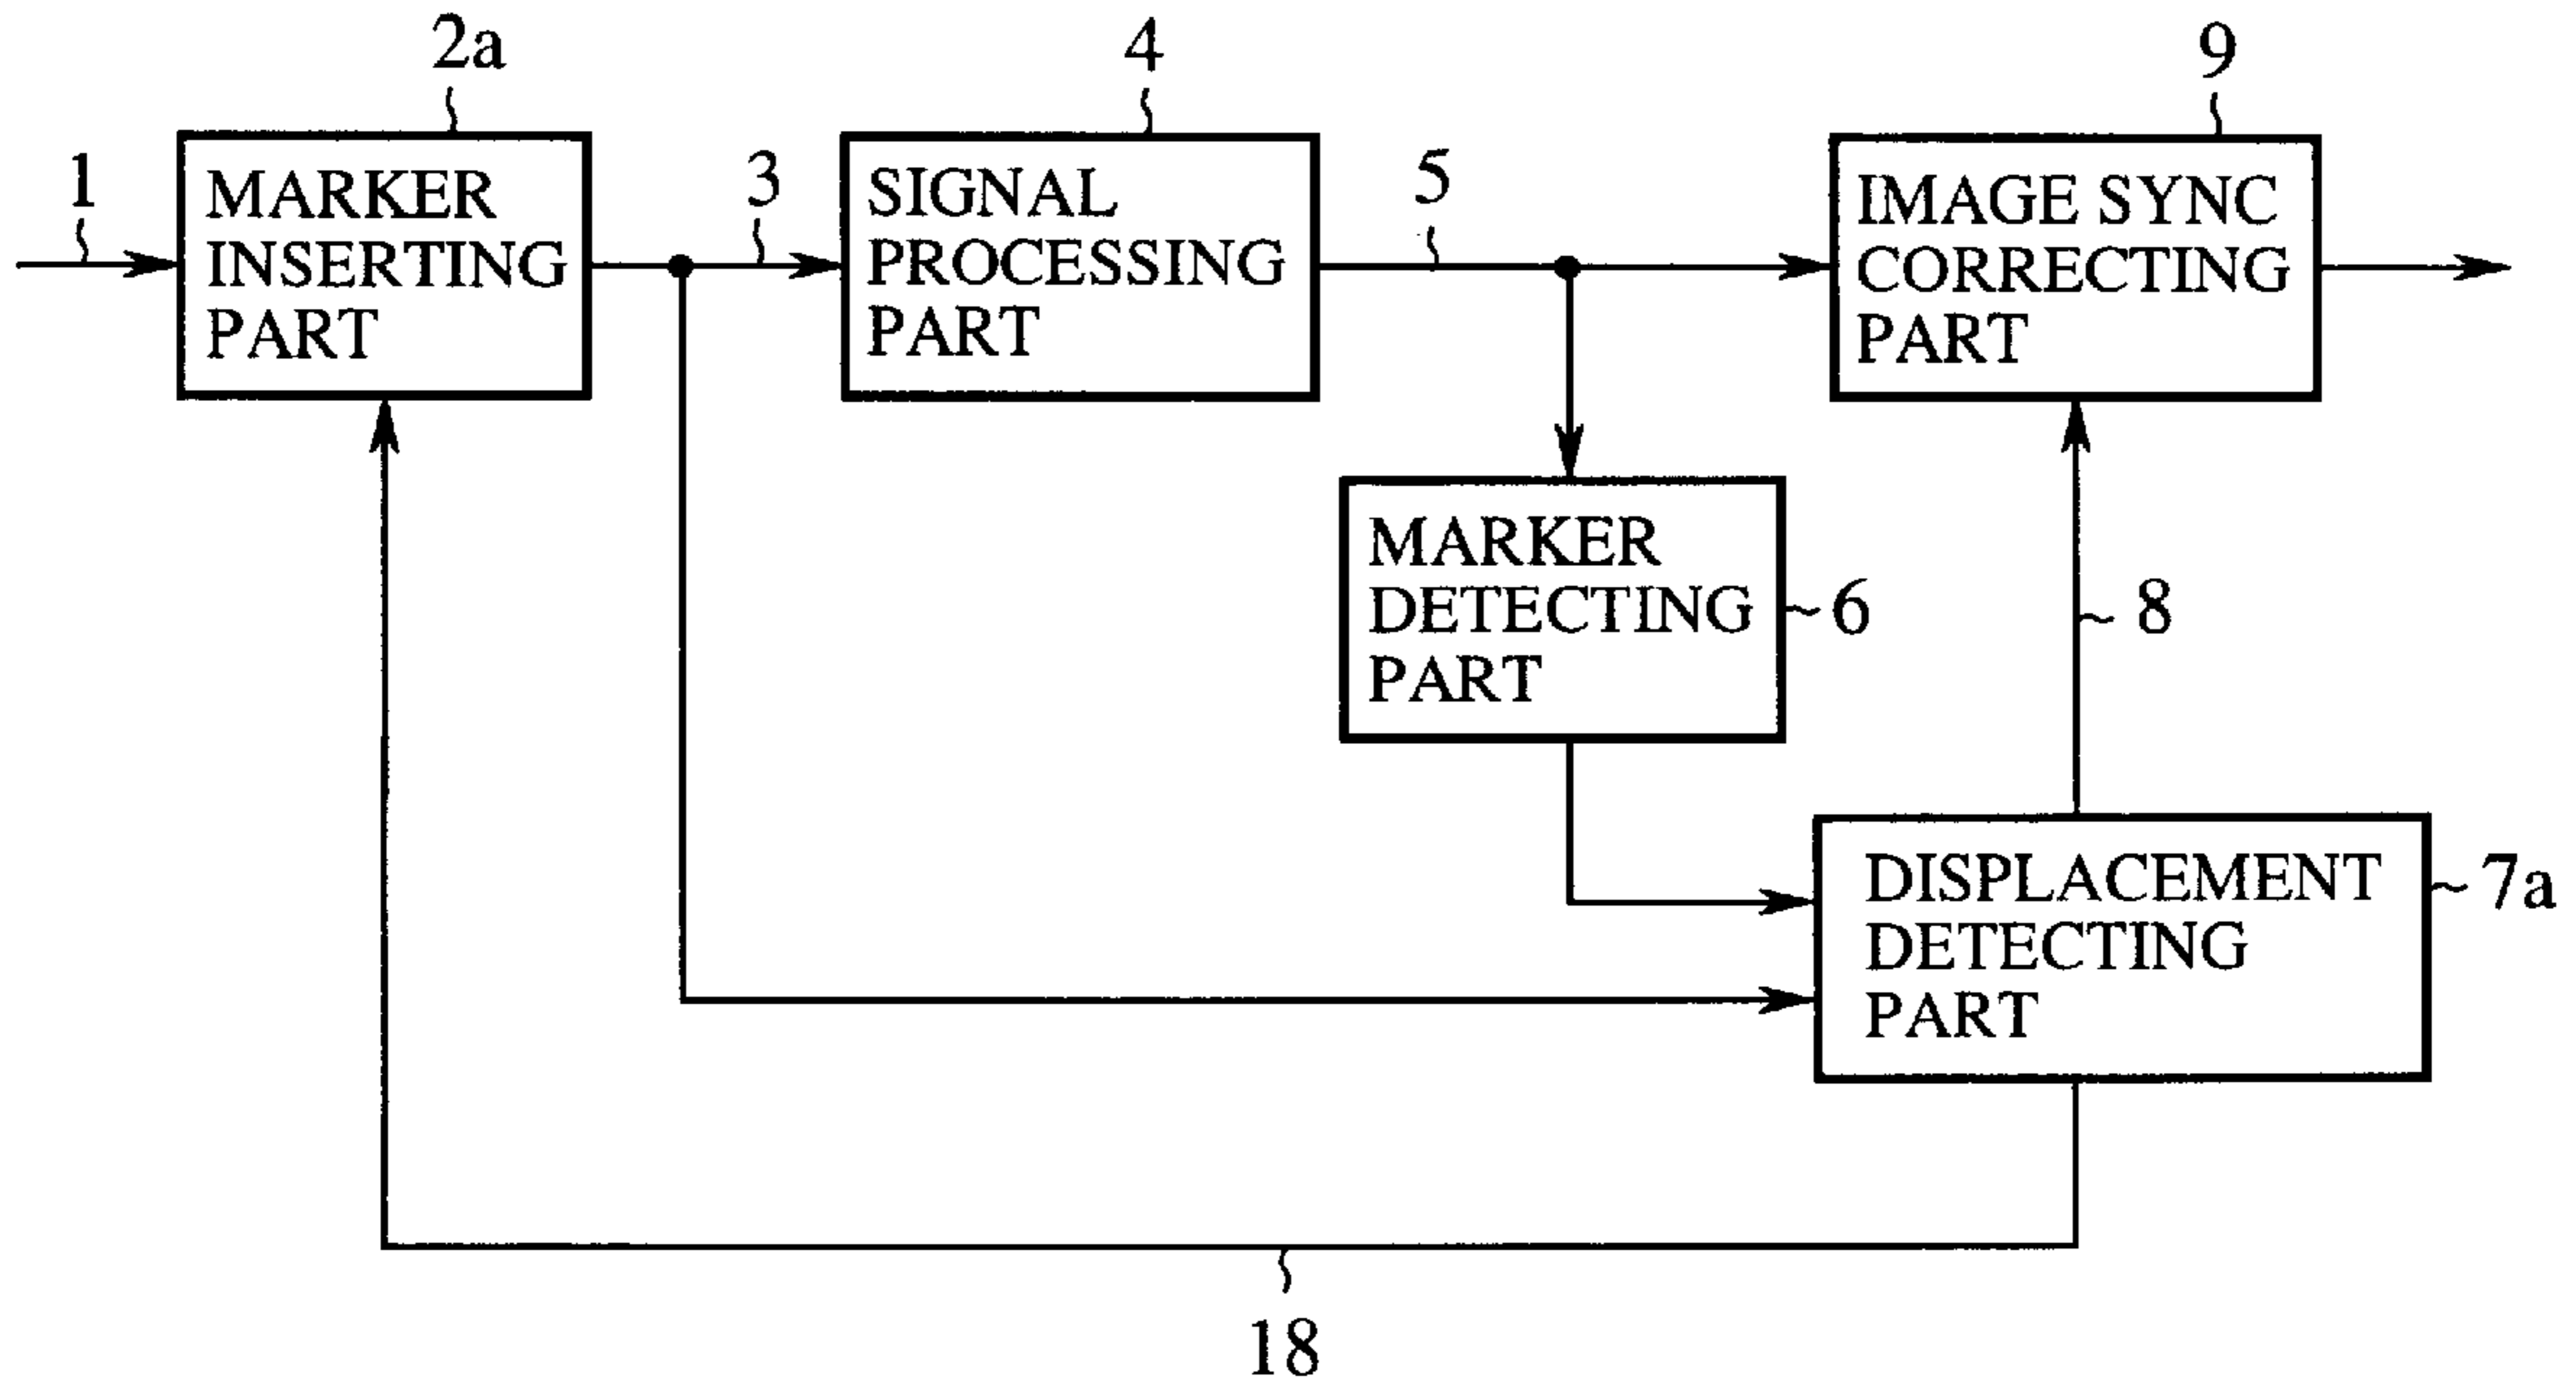 2a
4
9
1
MARKER
INSERTING
PART
3
SIGNAL
PROCESSING
PART
5
IMAGE SYNC
CORRECTING
PART
MARKER
DETECTING
PART
6
8
DISPLACEMENT
DETECTING
PART
7a
18